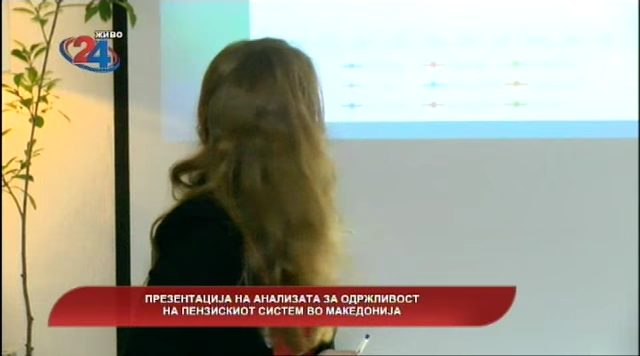 ЖИВО
24
ПРЕЗЕНТАЦИЈА НА АНАЛИЗАТА ЗА ОДРЖЛИВОСТ
НА ПЕНЗИСКИОТ СИСТЕМ ВО МАКЕДОНИЈА